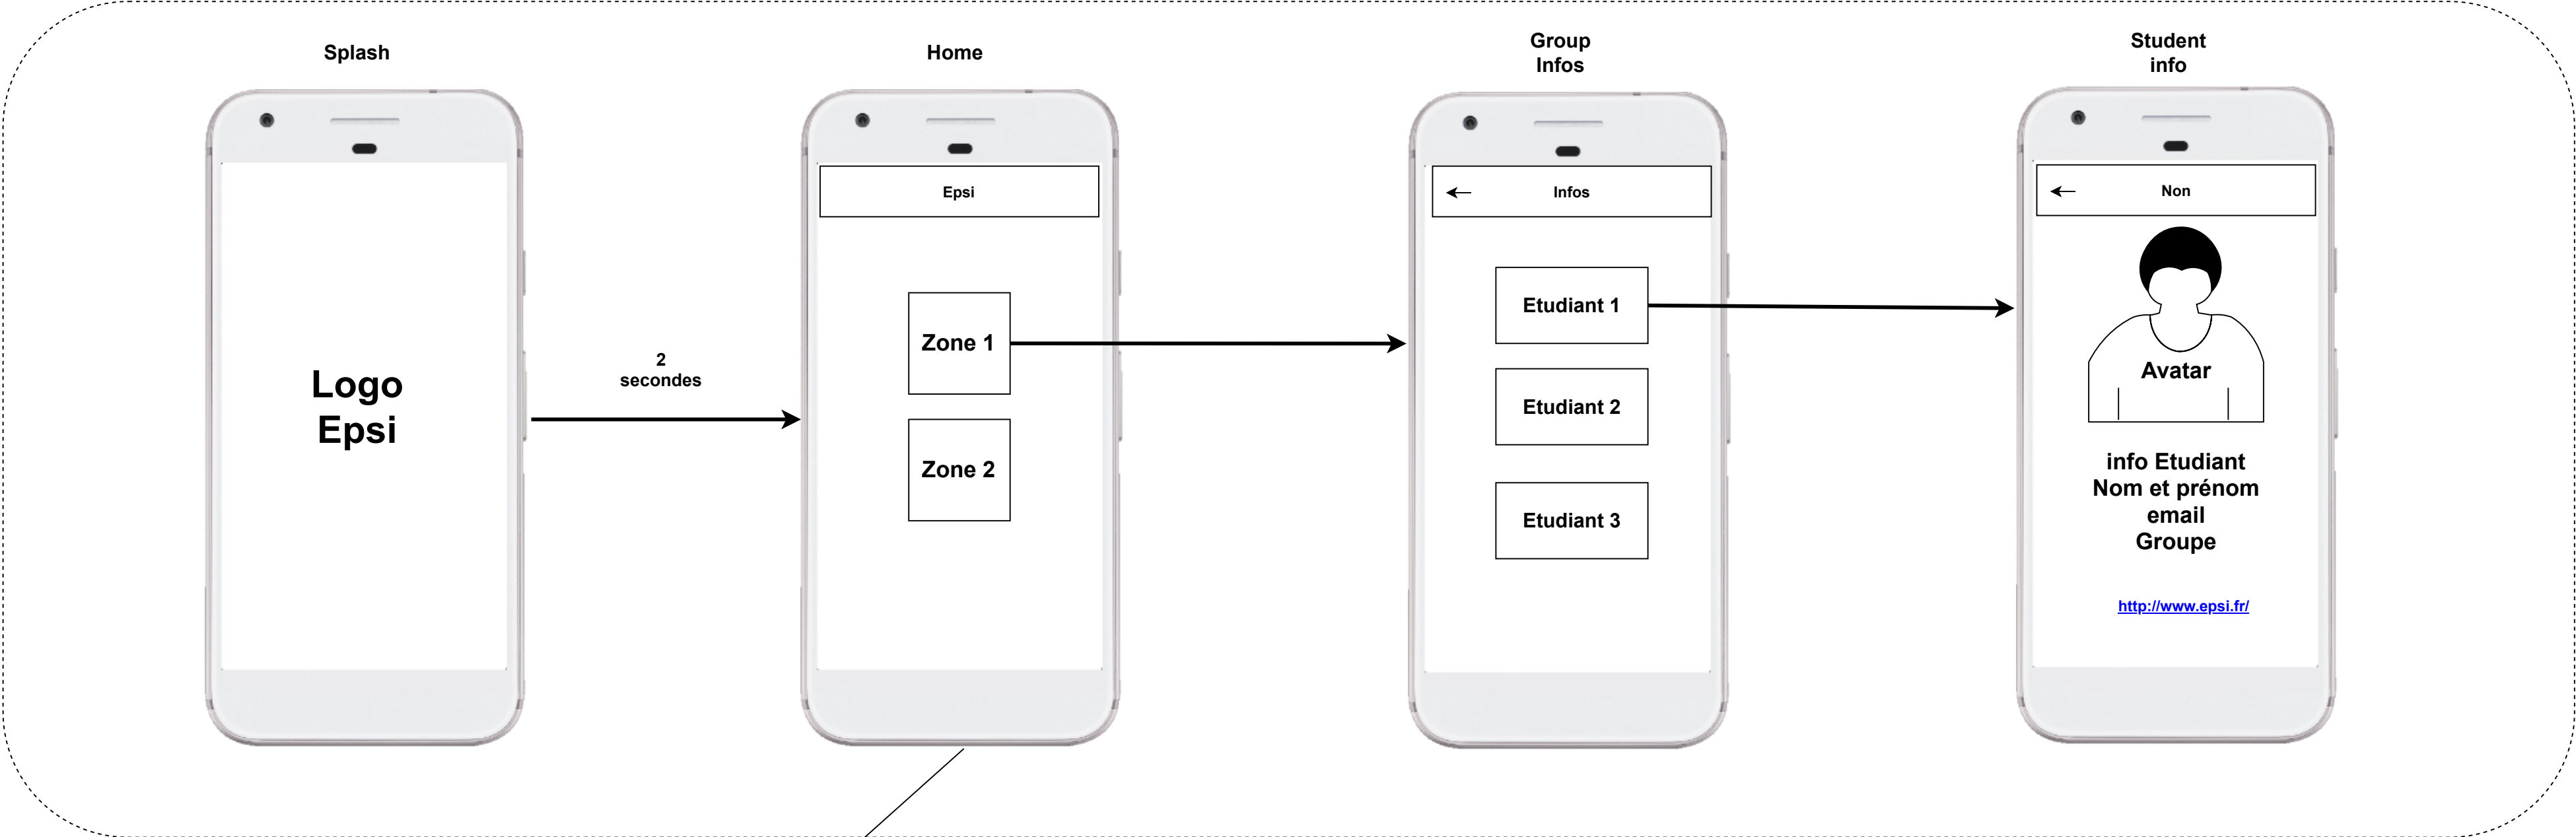 Splash
Logo
Epsi
2
secondes
Home
Epsi
Zone 1
Zone 2
Group
Infos
Infos
Etudiant 1
Etudiant 2
Etudiant 3
Student
info
Non
Avatar
info Etudiant
Nom et prénom
email
Groupe
http://www.epsi.fr/